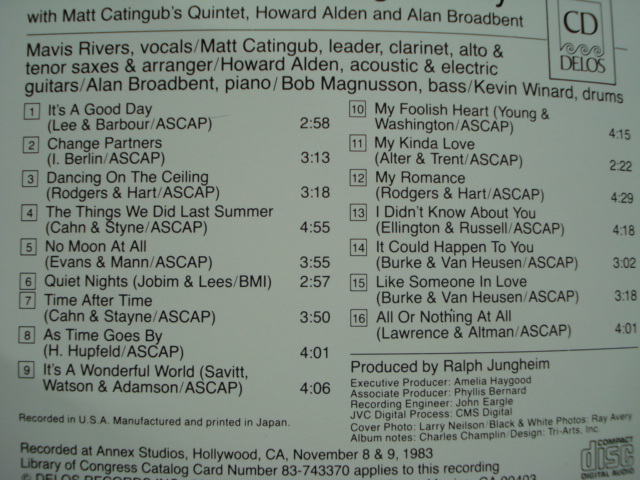 with Matt Catingub's Quintet, Howard Alden and Alan Broadbent
CD
DELOS
Mavis Rivers, vocals/Matt Catingub, leader, clarinet, alto &
tenor saxes & arranger/Howard Alden, acoustic & electric
guitars/Alan Broadbent, piano/Bob Magnusson, bass/Kevin Winard, drums
1 It's A Good Day
(Lee & Barbour/ASCAP) 2:58
2 Change Partners
(I. Berlin/ASCAP) 3:13
3 Dancing On The Ceiling
(Rodgers & Hart/ASCAP) 3:18
4 The Things We Did Last Summer
(Cahn & Styne/ASCAP) 4:55
5 No Moon At All
(Evans & Mann/ASCAP) 3:55
6 Quiet Nights (Jobim & Lees/BMI) 2:57
7 Time After Time
(Cahn & Stayne/ASCAP) 3:50
8 As Time Goes By
(H. Hupfeld/ASCAP) 4:01
9 It's A Wonderful World (Savitt,
Watson & Adamson/ASCAP) 4:06
10 My Foolish Heart (Young &
Washington/ASCAP) 4:15
11 My Kinda Love
(Alter & Trent/ASCAP) 2:22
12 My Romance
(Rodgers & Hart/ASCAP) 4:29
13 I Didn't Know About You
(Ellington & Russell/ASCAP) 4:18
14 It Could Happen To You
(Burke & Van Heusen/ASCAP) 3:02
15 Like Someone In Love
(Burke & Van Heusen/ASCAP) 3:18
16 All Or Nothing At All
(Lawrence & Altman/ASCAP) 4:01
Produced by Ralph Jungheim
Executive Producer: Amelia Haygood
Associate Producer: Phyllis Bernard
Recording Engineer: John Eargle
JVC Digital Process: CMS Digital
Cover Photo: Larry Neilson/Black & White Photos: Ray Avery
Album notes: Charles Champlin/Design: Tri-Arts, Inc.
Recorded in U.S.A. Manufactured and printed in Japan.
Recorded at Annex Studios, Hollywood, CA, November 8 & 9, 1983
Library of Congress Catalog Card Number 83-743370 applies to this recording
COMPACT
disc
DIGITAL AUDIO